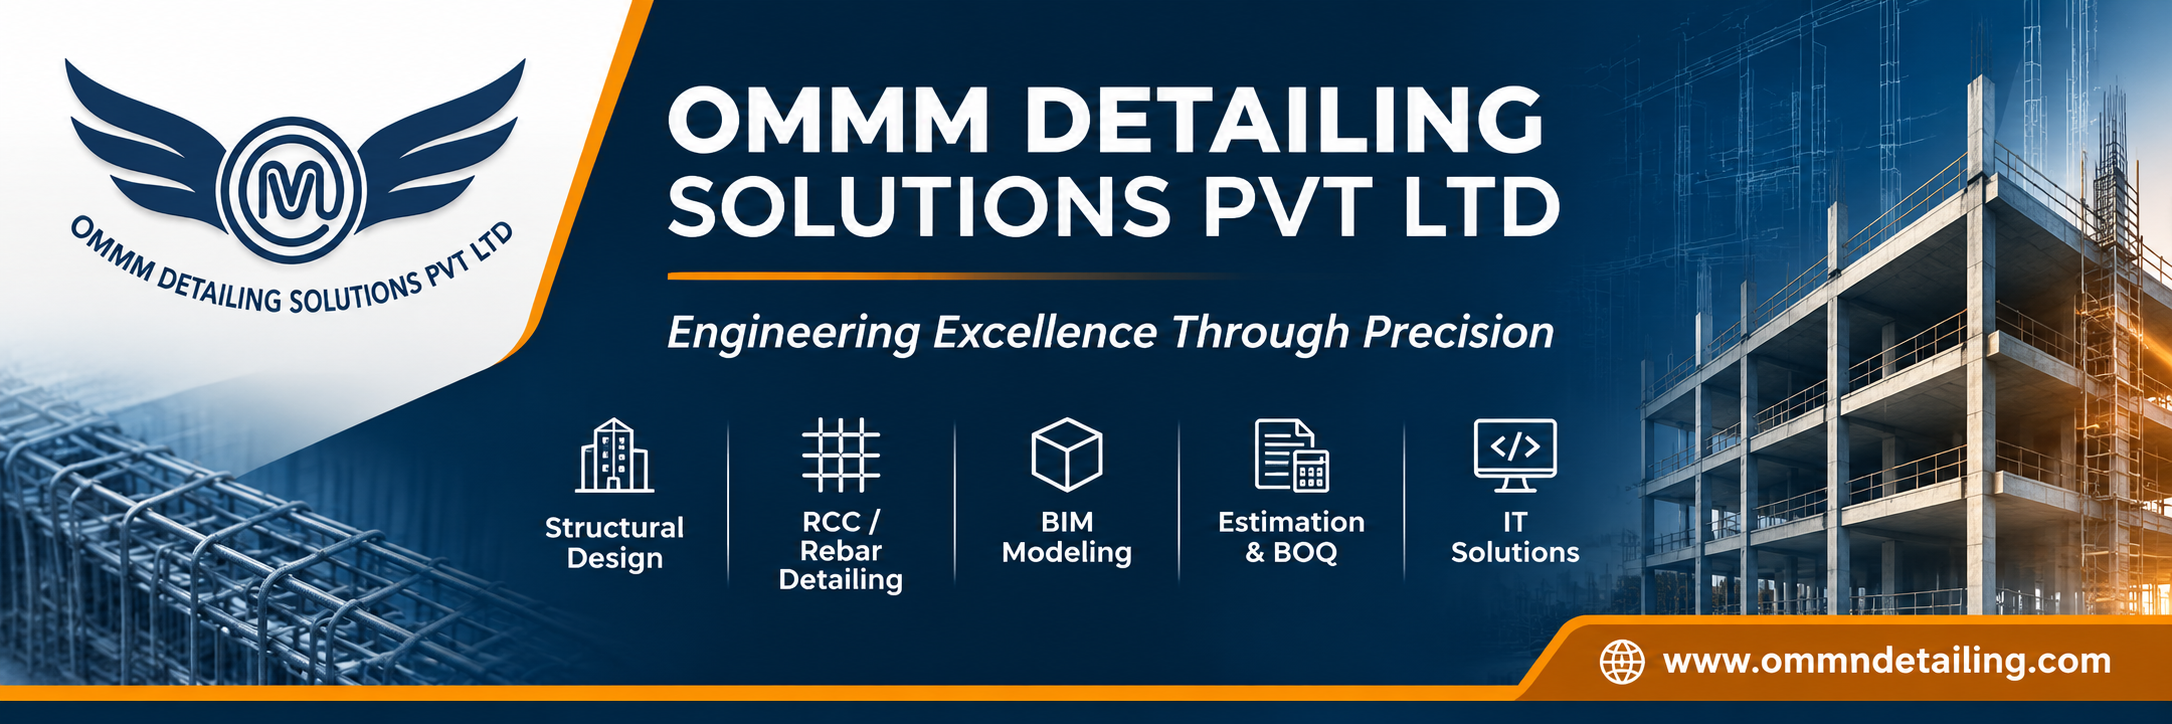 OMMM DETAILING SOLUTIONS PVT LTD
OMMM DETAILING
SOLUTIONS PVT LTD
Engineering Excellence Through Precision
Structural
Design
RCC /
Rebar
Detailing
BIM
Modeling
Estimation
& BOQ
</>
IT
Solutions
www.ommndetailing.com